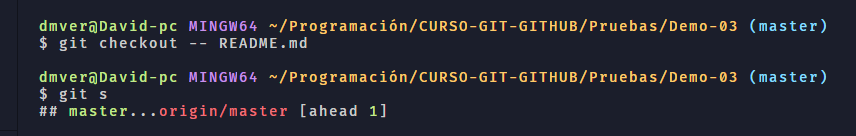 dmver@David-pc MINGW64 ~/Programación/CURSO-GIT-GITHUB/Pruebas/Demo-03 (master)
$ git checkout -- README.md
dmver@David-pc MINGW64 ~/Programación/CURSO-GIT-GITHUB/Pruebas/Demo-03 (master)
$ git s
## master...origin/master [ahead 1]